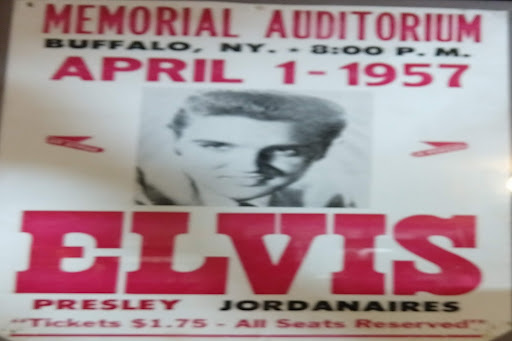 MEMORIAL AUDITORIUM
BUFFALO, NY. - 8:00 P.M.
APRIL 1-1957
ELVIS
PRESLEY JORDANAIRES
"Tickets $1.75 - All Seats Reserved"